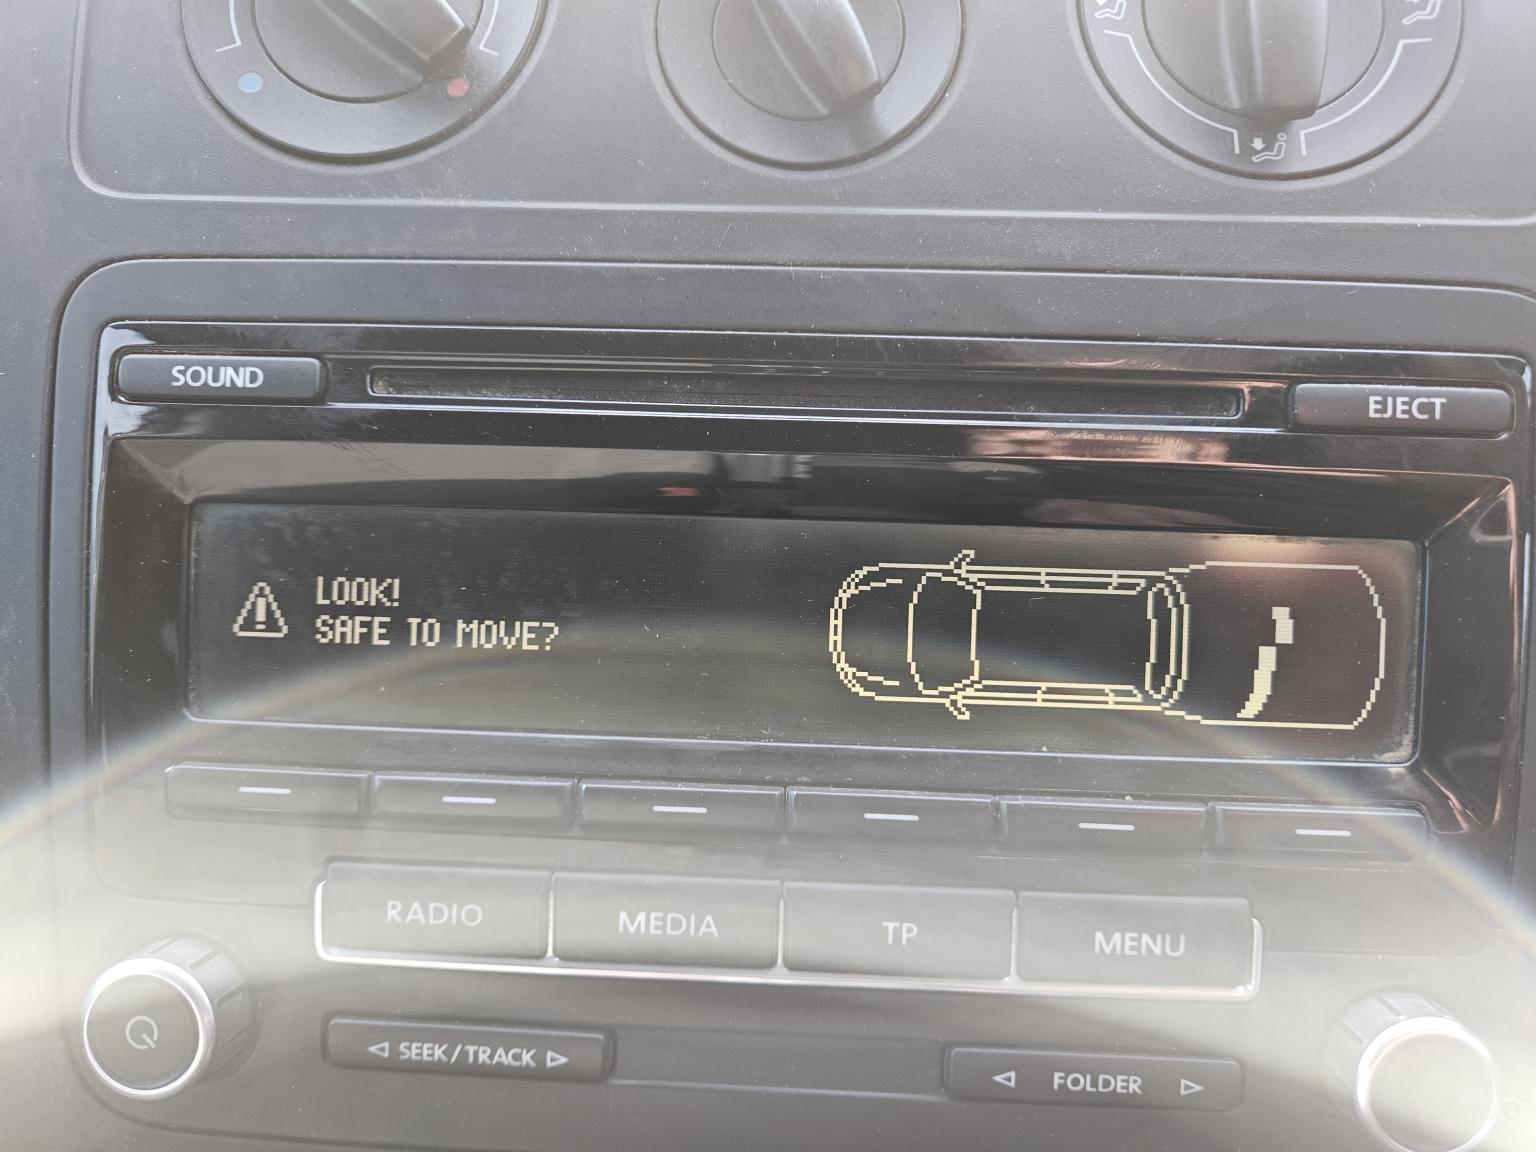 SOUND
EJECT
LOOK!
SAFE TO MOVE?
RADIO
MEDIA
TP
MENU
SEEK/TRACK
FOLDER